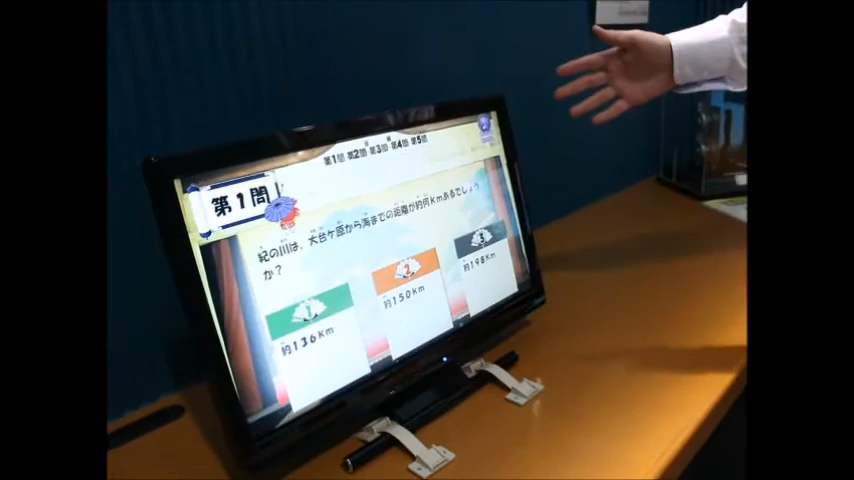 第1問 第2問 第3問 第4問 第5問
第1問
紀の川は、大台ケ原から海までの距離が約何kmあるでしょう
か?
1
約136km
2
約150km
3
約198km